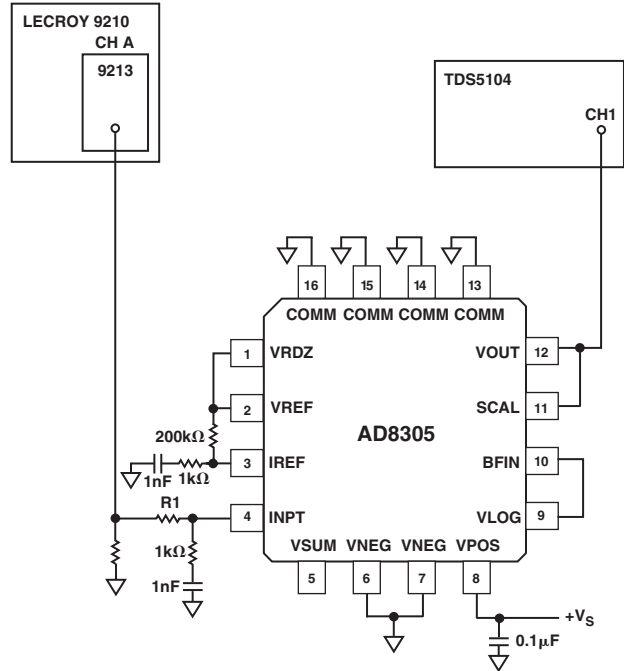 LECROY 9210
CH A
9213
TDS5104
CH1
16 15 14 13
COMM COMM COMM COMM
1 VRDZ
VOUT 12
2 VREF
SCAL 11
200kΩ
AD8305
3 IREF
BFIN 10
1nF 1kΩ
R1
4 INPT
VLOG 9
1kΩ
VSUM VNEG VNEG VPOS
5 6 7 8
1nF
+VS
0.1μF